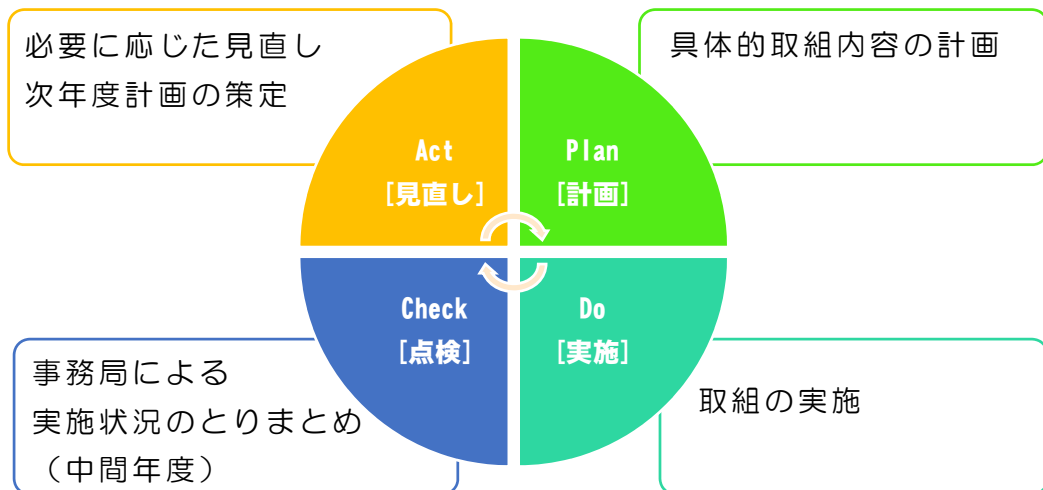 必要に応じた見直し
次年度計画の策定
具体的取組内容の計画
Act
[見直し]
Plan
[計画]
Check
[点検]
Do
[実施]
事務局による
実施状況のとりまとめ
（中間年度）
取組の実施